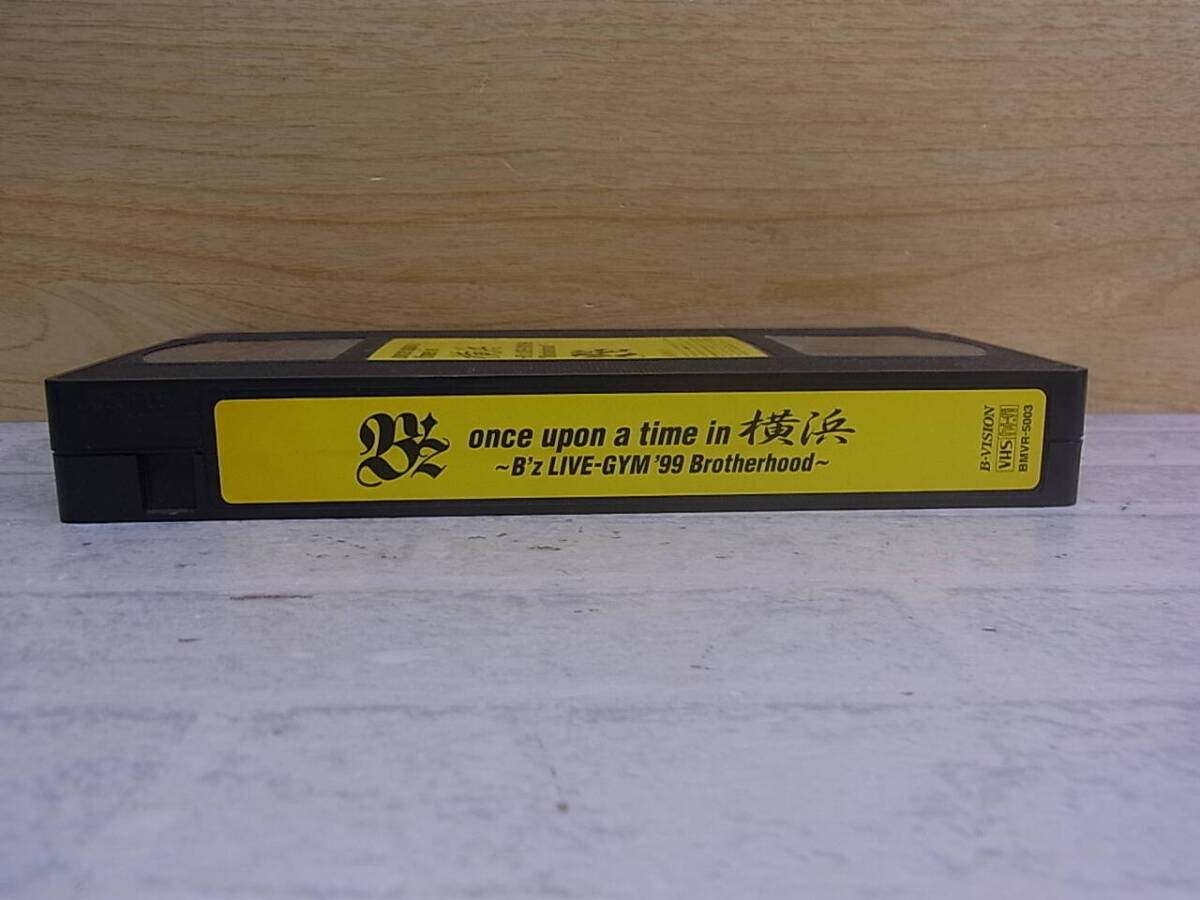 B'z
once upon a time in 横浜
~B'z LIVE-GYM '99 Brotherhood~
B-VISION
VHS
BMVR-5003